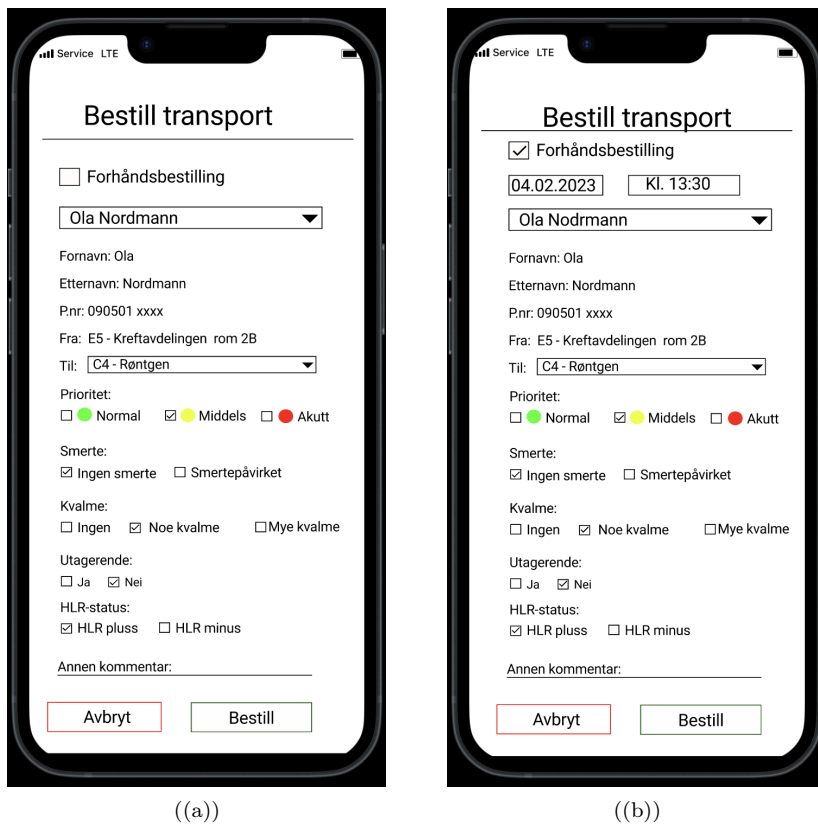 Service LTE
Bestill transport
Forhåndsbestilling
Ola Nordmann
Fornavn: Ola
Etternavn: Nordmann
P.nr: 090501 xxxx
Fra: E5 - Kreftavdelingen rom 2B
Til: C4 - Røntgen
Prioritet:
Normal Middels Akutt
Smerte:
Ingen smerte Smertepåvirket
Kvalme:
Ingen Noe kvalme Mye kvalme
Utagerende:
Ja Nei
HLR-status:
HLR pluss HLR minus
Annen kommentar:
Avbryt Bestill
((a))
Service LTE
Bestill transport
Forhåndsbestilling
04.02.2023 Kl. 13:30
Ola Nodrmann
Fornavn: Ola
Etternavn: Nordmann
P.nr: 090501 xxxx
Fra: E5 - Kreftavdelingen rom 2B
Til: C4 - Røntgen
Prioritet:
Normal Middels Akutt
Smerte:
Ingen smerte Smertepåvirket
Kvalme:
Ingen Noe kvalme Mye kvalme
Utagerende:
Ja Nei
HLR-status:
HLR pluss HLR minus
Annen kommentar:
Avbryt Bestill
((b))